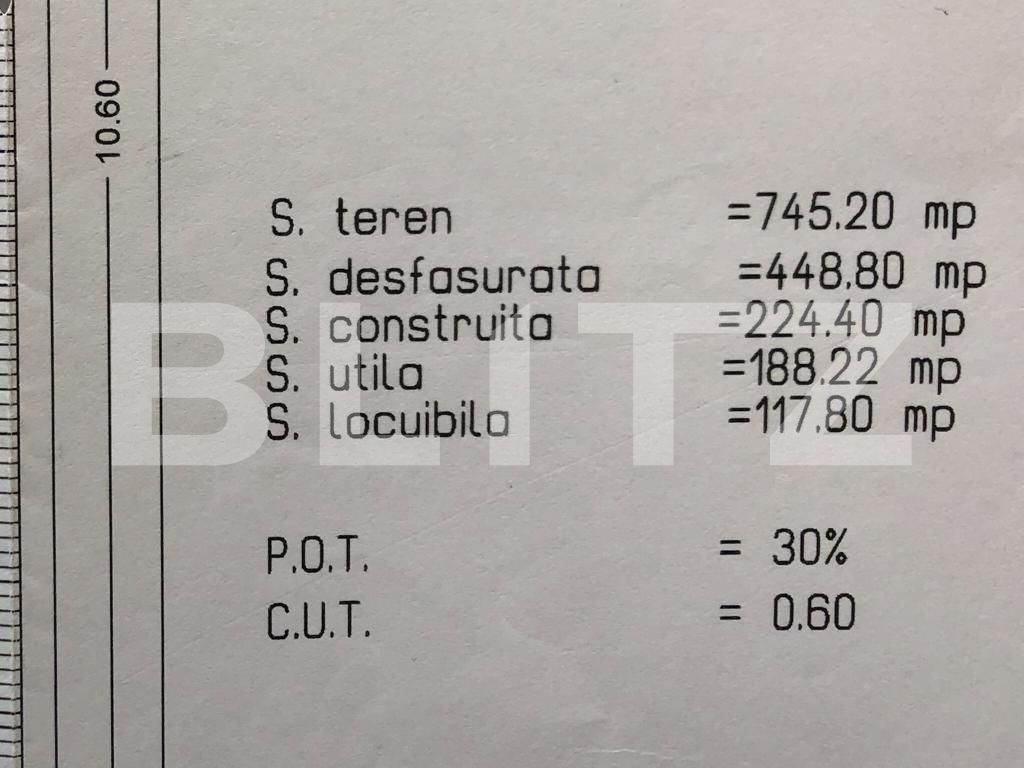 10.60
S. teren =745.20 mp
S. desfasurata =448.80 mp
S. construita =224.40 mp
S. utila =188.22 mp
S. locuibila =117.80 mp
BLITZ
P.O.T. = 30%
C.U.T. = 0.60